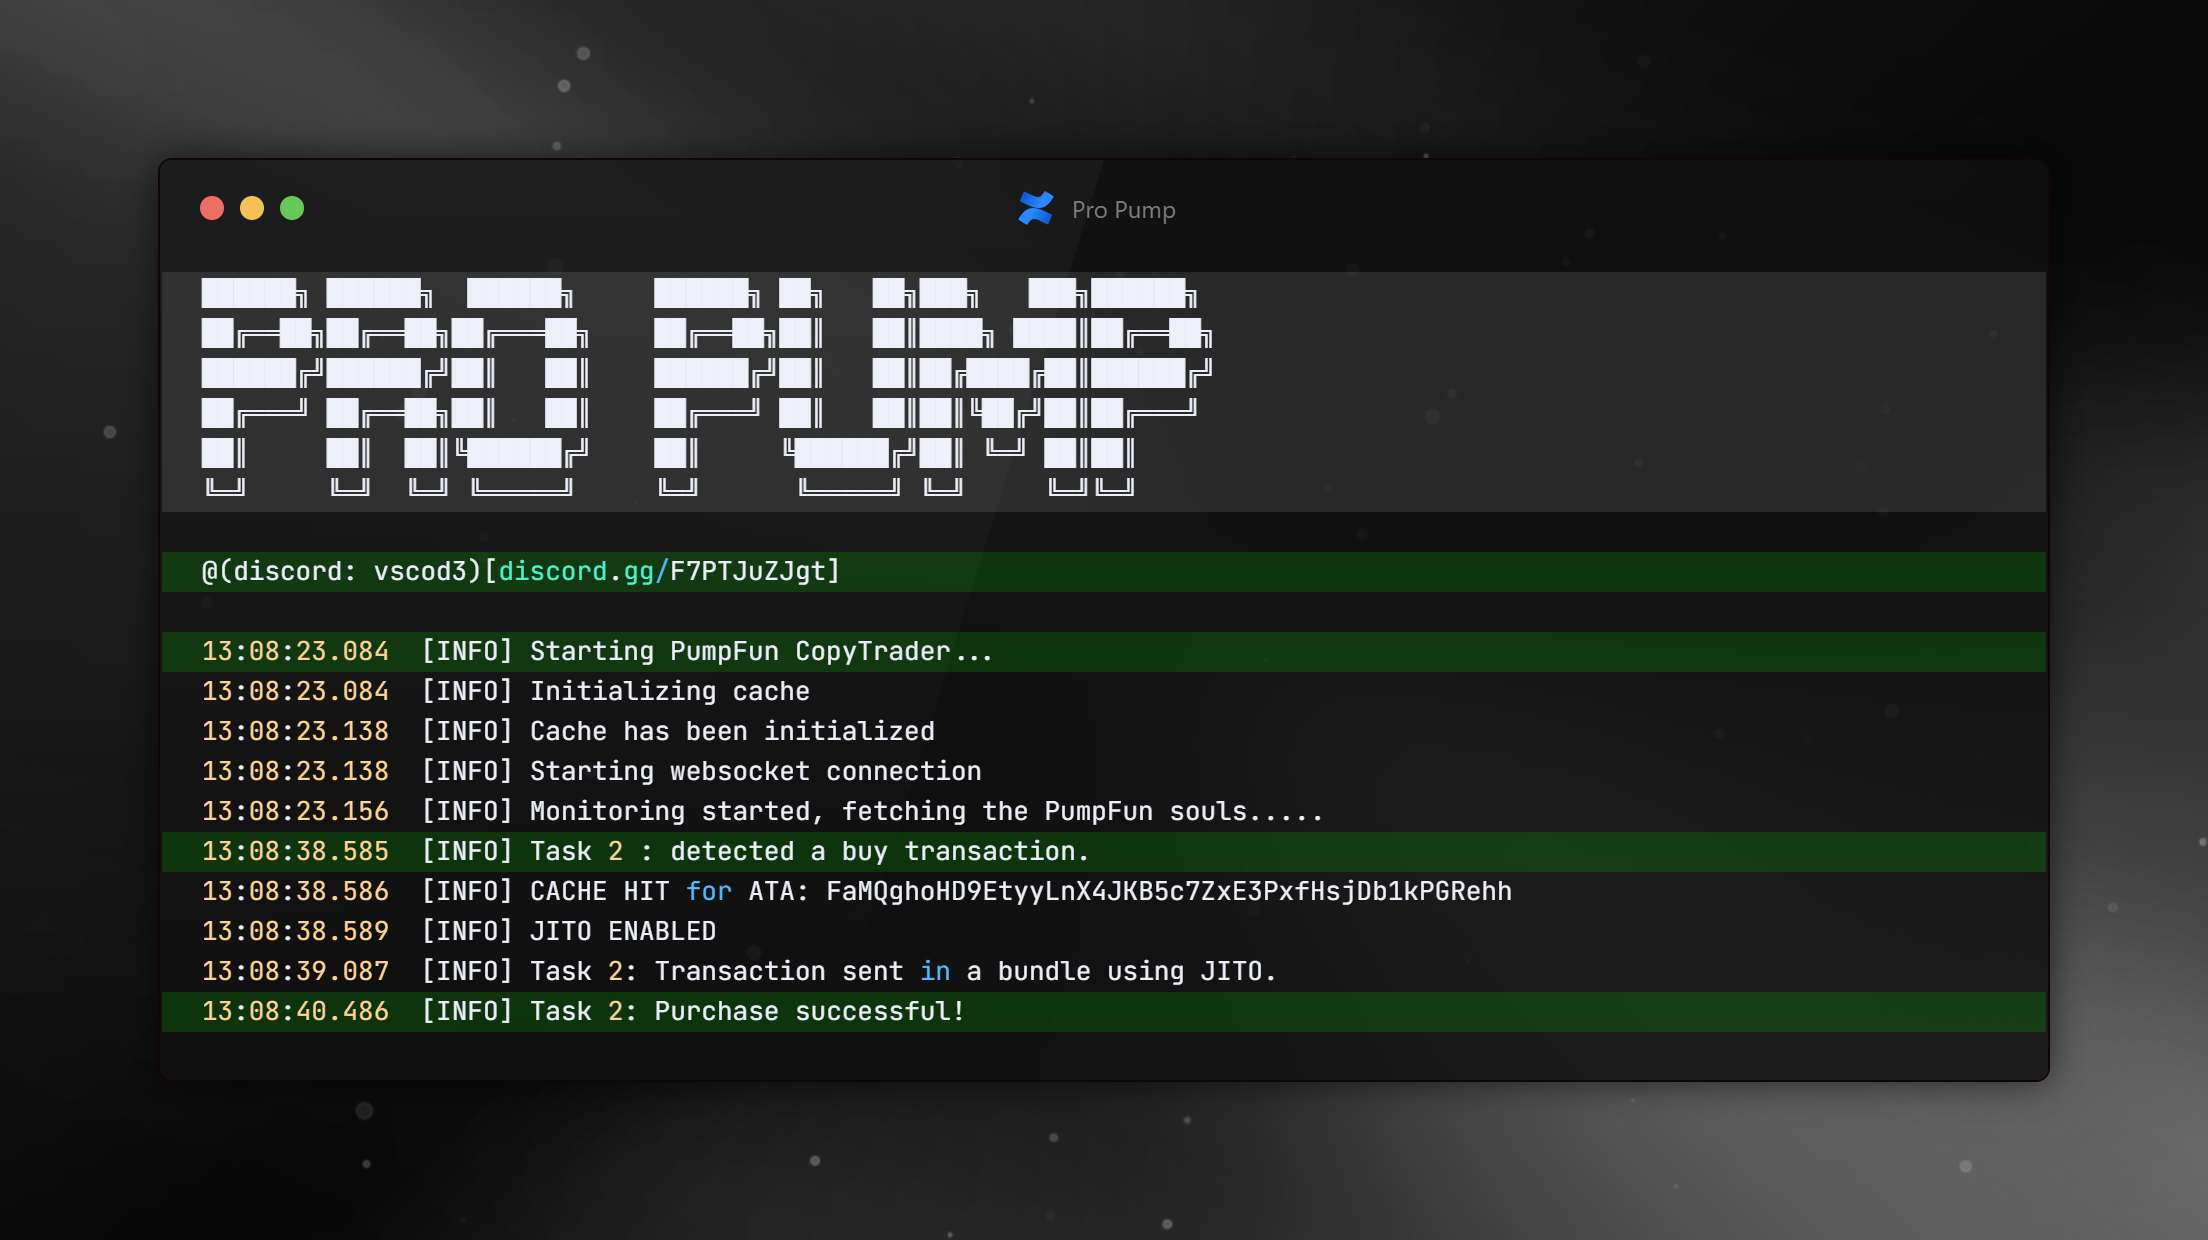 Pro Pump
PRO PUMP
@(discord: vscod3)[discord.gg/F7PTJuZJgt]
13:08:23.084 [INFO] Starting PumpFun CopyTrader...
13:08:23.084 [INFO] Initializing cache
13:08:23.138 [INFO] Cache has been initialized
13:08:23.138 [INFO] Starting websocket connection
13:08:23.156 [INFO] Monitoring started, fetching the PumpFun souls.....
13:08:38.585 [INFO] Task 2 : detected a buy transaction.
13:08:38.586 [INFO] CACHE HIT for ATA: FaMQghoHD9EtyyLnX4JKB5c7ZxE3PxfHsjDb1kPGRehh
13:08:38.589 [INFO] JITO ENABLED
13:08:39.087 [INFO] Task 2: Transaction sent in a bundle using JITO.
13:08:40.486 [INFO] Task 2: Purchase successful!